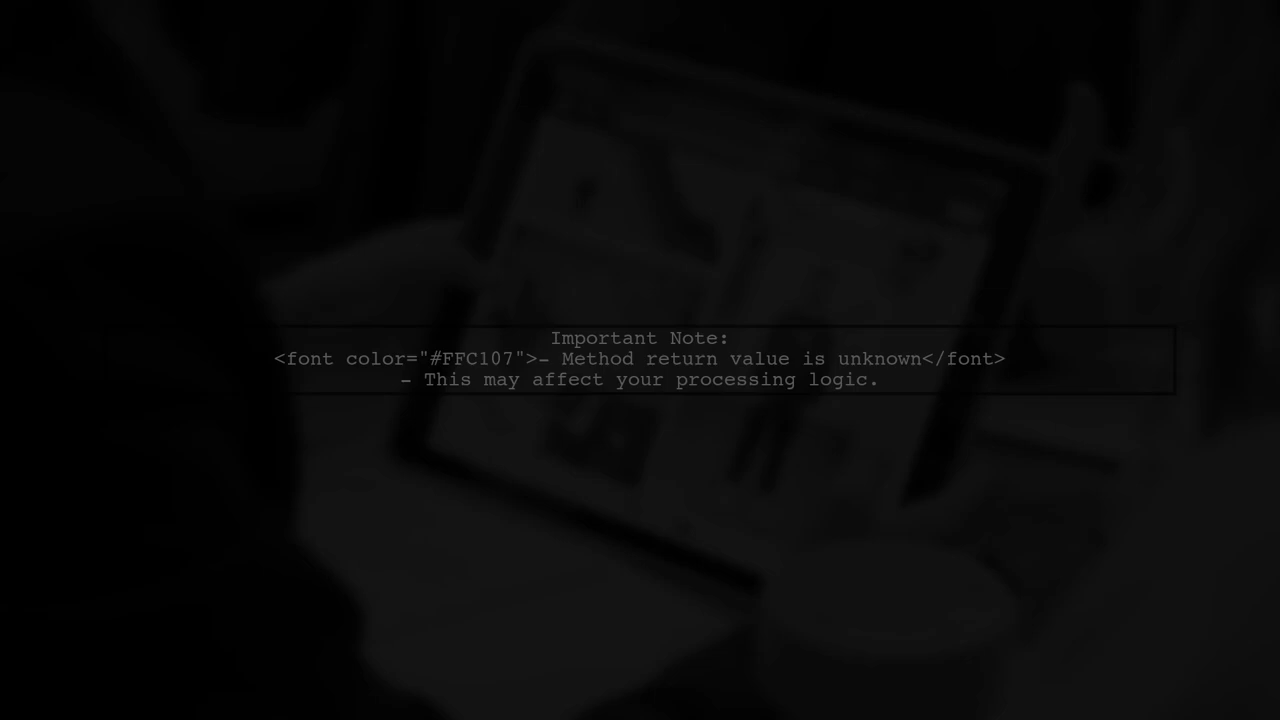 Important Note:
<font color="#FFC107">- Method return value is unknown</font>
- This may affect your processing logic.